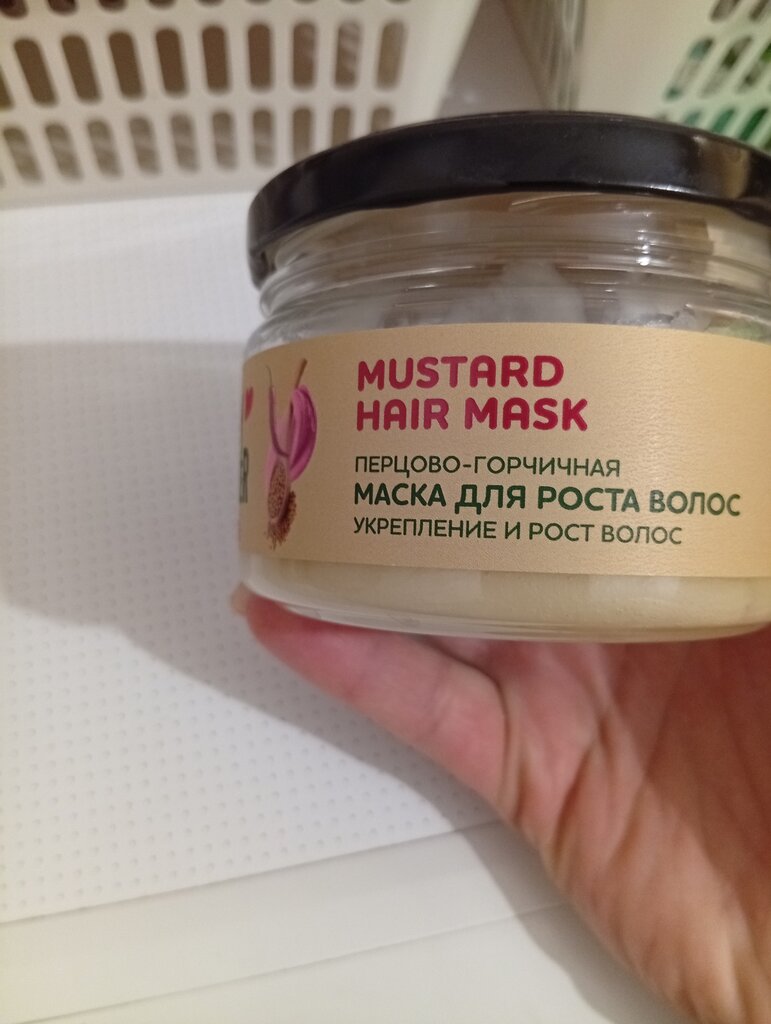 MUSTARD
HAIR MASK
ПЕРЦОВО-ГОРЧИЧНАЯ
МАСКА ДЛЯ РОСТА ВОЛОС
УКРЕПЛЕНИЕ И РОСТ ВОЛОС